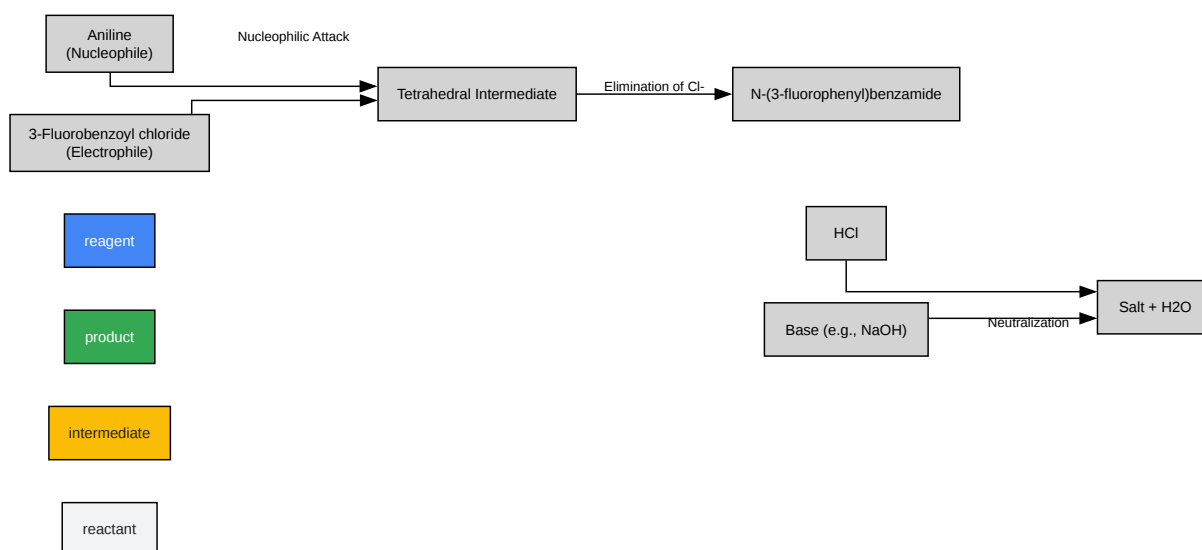 Aniline
(Nucleophile)
Nucleophilic Attack
3-Fluorobenzoyl chloride
(Electrophile)
Tetrahedral Intermediate
Elimination of Cl-
N-(3-fluorophenyl)benzamide
HCl
Base (e.g., NaOH)
Neutralization
Salt + H2O
reagent
product
intermediate
reactant